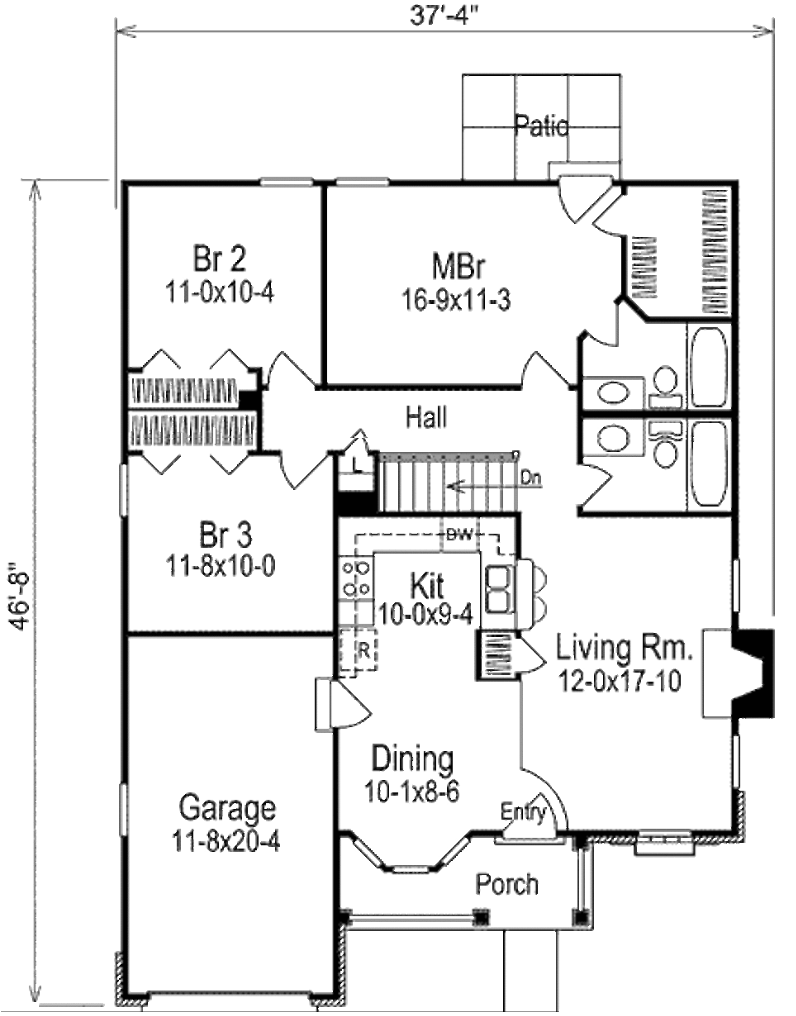 37'-4"
Patio
Br 2
11-0x10-4
MBr
16-9x11-3
Hall
L
Dn
Br 3
11-8x10-0
DW
Kit
10-0x9-4
R
46'-8"
Living Rm.
12-0x17-10
Dining
10-1x8-6
Entry
Garage
11-8x20-4
Porch